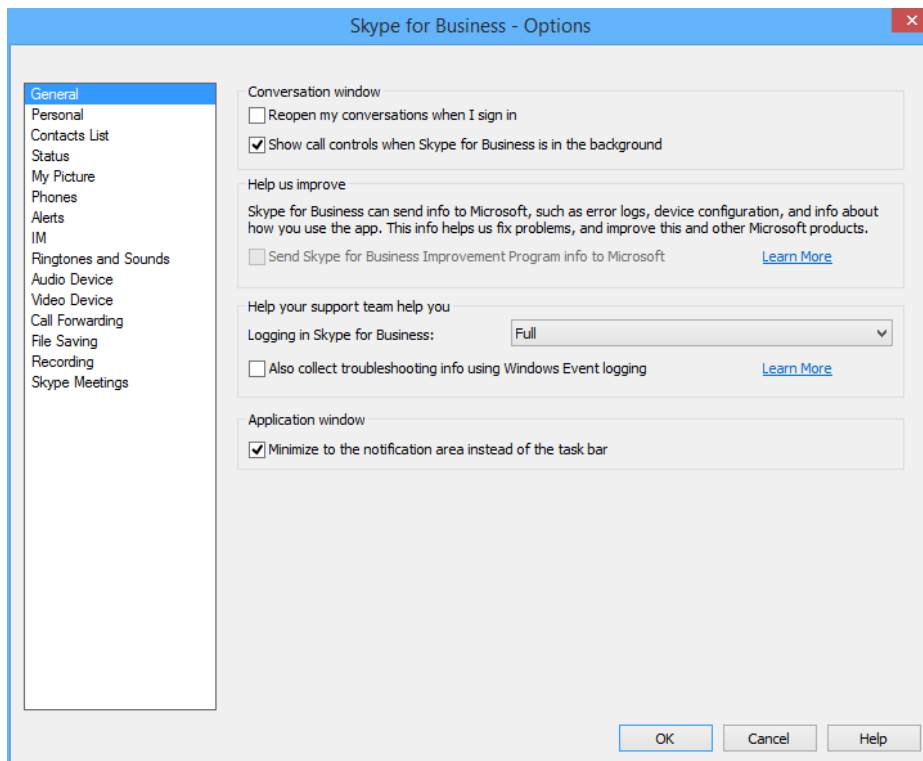 Skype for Business - Options
General
Personal
Contacts List
Status
My Picture
Phones
Alerts
IM
Ringtones and Sounds
Audio Device
Video Device
Call Forwarding
File Saving
Recording
Skype Meetings
Conversation window
Reopen my conversations when I sign in
Show call controls when Skype for Business is in the background
Help us improve
Skype for Business can send info to Microsoft, such as error logs, device configuration, and info about
how you use the app. This info helps us fix problems, and improve this and other Microsoft products.
Send Skype for Business Improvement Program info to Microsoft Learn More
Help your support team help you
Logging in Skype for Business: Full
Also collect troubleshooting info using Windows Event logging Learn More
Application window
Minimize to the notification area instead of the task bar
OK Cancel Help